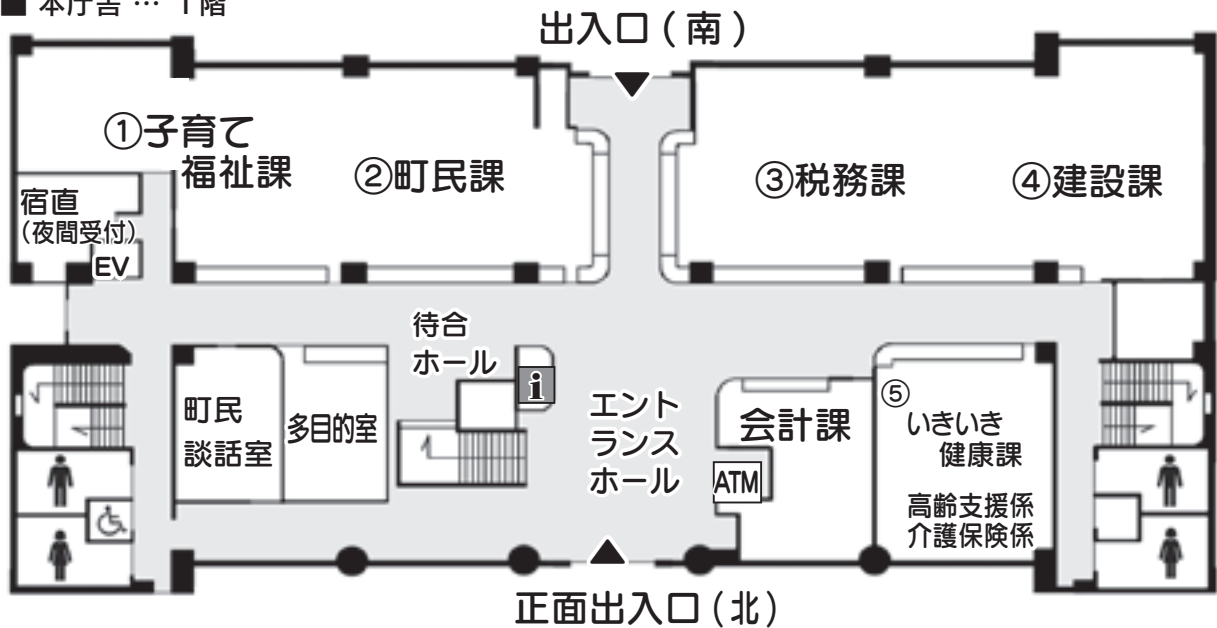 ■ 本庁舎 … 1階
出入口(南)
①子育て
福祉課
②町民課
③税務課
④建設課
宿直
(夜間受付)
EV
待合
ホール
i
町民
談話室
多目的室
エント
ランス
ホール
会計課
ATM
⑤
いきいき
健康課
高齢支援係
介護保険係
正面出入口(北)